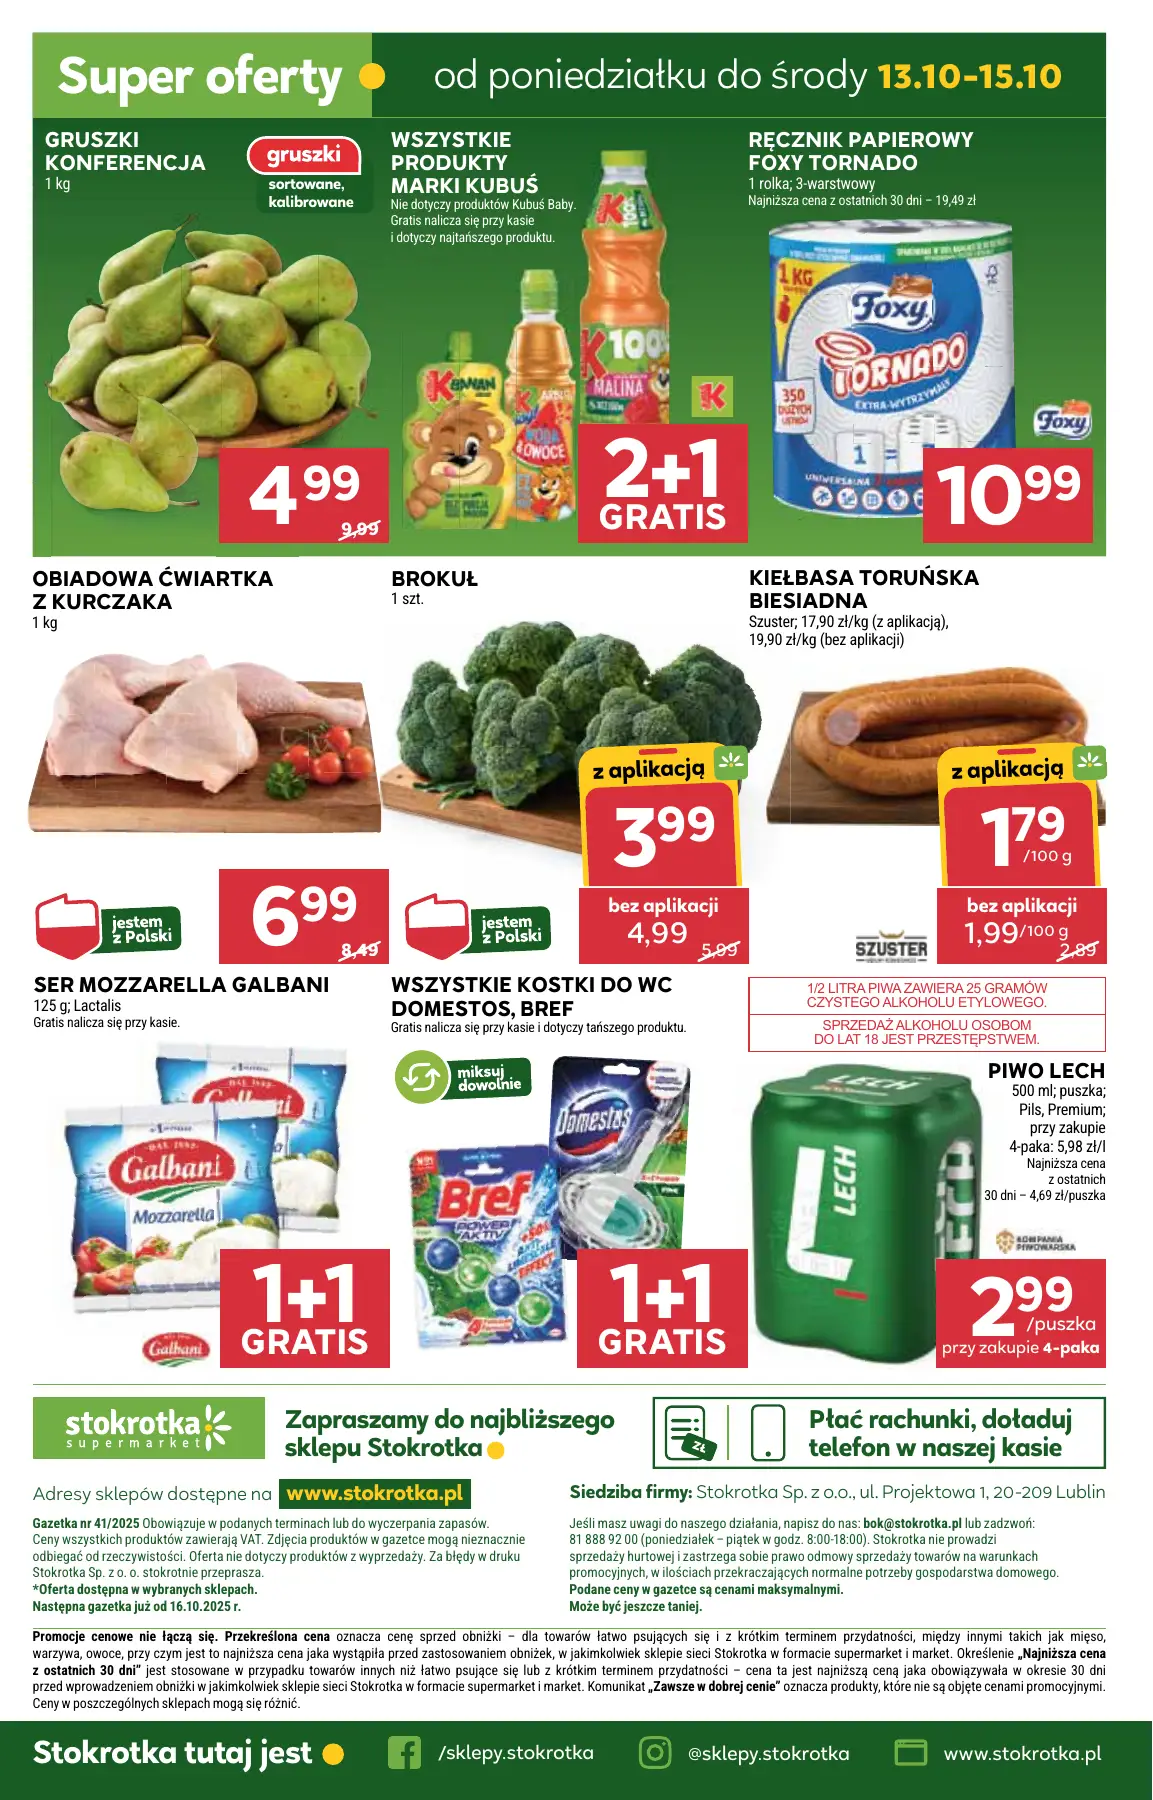 Super oferty
od poniedziałku do środy 13.10-15.10
GRUSZKI
KONFERENCJA
1 kg
gruszki
sortowane,
kalibrowane
4 99
9,99
WSZYSTKIE
PRODUKTY
MARKI KUBUŚ
Nie dotyczy produktów Kubuś Baby.
Gratis nalicza się przy kasie
i dotyczy najtańszego produktu.
K BANAN
WODA
& OWOCE
K 100%
MALINA
K
2+1
GRATIS
RĘCZNIK PAPIEROWY
FOXY TORNADO
1 rolka; 3-warstwowy
Najniższa cena z ostatnich 30 dni – 19,49 zł
1 KG
Foxy
TORNADO
EXTRA-WYTRZYMAŁY
350
DUŻYCH
LISTKÓW
1 =
UNIWERSALNA
Foxy
10 99
OBIADOWA ĆWIARTKA
Z KURCZAKA
1 kg
jestem
z Polski
6 99
8,49
BROKUŁ
1 szt.
jestem
z Polski
z aplikacją
3 99
bez aplikacji
4,99
5,99
KIEŁBASA TORUŃSKA
BIESIADNA
Szuster; 17,90 zł/kg (z aplikacją),
19,90 zł/kg (bez aplikacji)
z aplikacją
1 79
/100 g
SZUSTER
bez aplikacji
1,99/100 g
2,89
SER MOZZARELLA GALBANI
125 g; Lactalis
Gratis nalicza się przy kasie.
Galbani
Mozzarella
Galbani
1+1
GRATIS
WSZYSTKIE KOSTKI DO WC
DOMESTOS, BREF
Gratis nalicza się przy kasie i dotyczy tańszego produktu.
miksuj
dowolnie
Domestos
Bref
POWER
AKTIV
1+1
GRATIS
1/2 LITRA PIWA ZAWIERA 25 GRAMÓW
CZYSTEGO ALKOHOLU ETYLOWEGO.
SPRZEDAŻ ALKOHOLU OSOBOM
DO LAT 18 JEST PRZESTĘPSTWEM.
PIWO LECH
500 ml; puszka;
Pils, Premium;
przy zakupie
4-paka: 5,98 zł/l
Najniższa cena
z ostatnich
30 dni – 4,69 zł/puszka
LECH
LECH
LECH
KOMPANIA
PIWOWARSKA
2 99
/puszka
przy zakupie 4-paka
stokrotka
supermarket
Zapraszamy do najbliższego
sklepu Stokrotka
ZŁ
Płać rachunki, doładuj
telefon w naszej kasie
Adresy sklepów dostępne na www.stokrotka.pl
Siedziba firmy: Stokrotka Sp. z o.o., ul. Projektowa 1, 20-209 Lublin
Gazetka nr 41/2025 Obowiązuje w podanych terminach lub do wyczerpania zapasów.
Ceny wszystkich produktów zawierają VAT. Zdjęcia produktów w gazetce mogą nieznacznie
odbiegać od rzeczywistości. Oferta nie dotyczy produktów z wyprzedaży. Za błędy w druku
Stokrotka Sp. z o. o. stokrotnie przeprasza.
*Oferta dostępna w wybranych sklepach.
Następna gazetka już od 16.10.2025 r.
Jeśli masz uwagi do naszego działania, napisz do nas: bok@stokrotka.pl lub zadzwoń:
81 888 92 00 (poniedziałek – piątek w godz. 8:00-18:00). Stokrotka nie prowadzi
sprzedaży hurtowej i zastrzega sobie prawo odmowy sprzedaży towarów na warunkach
promocyjnych, w ilościach przekraczających normalne potrzeby gospodarstwa domowego.
Podane ceny w gazetce są cenami maksymalnymi.
Może być jeszcze taniej.
Promocje cenowe nie łączą się. Przekreślona cena oznacza cenę sprzed obniżki – dla towarów łatwo psujących się i z krótkim terminem przydatności, między innymi takich jak mięso,
warzywa, owoce, przy czym jest to najniższa cena jaka wystąpiła przed zastosowaniem obniżek, w jakimkolwiek sklepie sieci Stokrotka w formacie supermarket i market. Określenie „Najniższa cena
z ostatnich 30 dni” jest stosowane w przypadku towarów innych niż łatwo psujące się lub z krótkim terminem przydatności – cena ta jest najniższą ceną jaka obowiązywała w okresie 30 dni
przed wprowadzeniem obniżki w jakimkolwiek sklepie sieci Stokrotka w formacie supermarket i market. Komunikat „Zawsze w dobrej cenie” oznacza produkty, które nie są objęte cenami promocyjnymi.
Ceny w poszczególnych sklepach mogą się różnić.
Stokrotka tutaj jest
/sklepy.stokrotka
@sklepy.stokrotka
www.stokrotka.pl